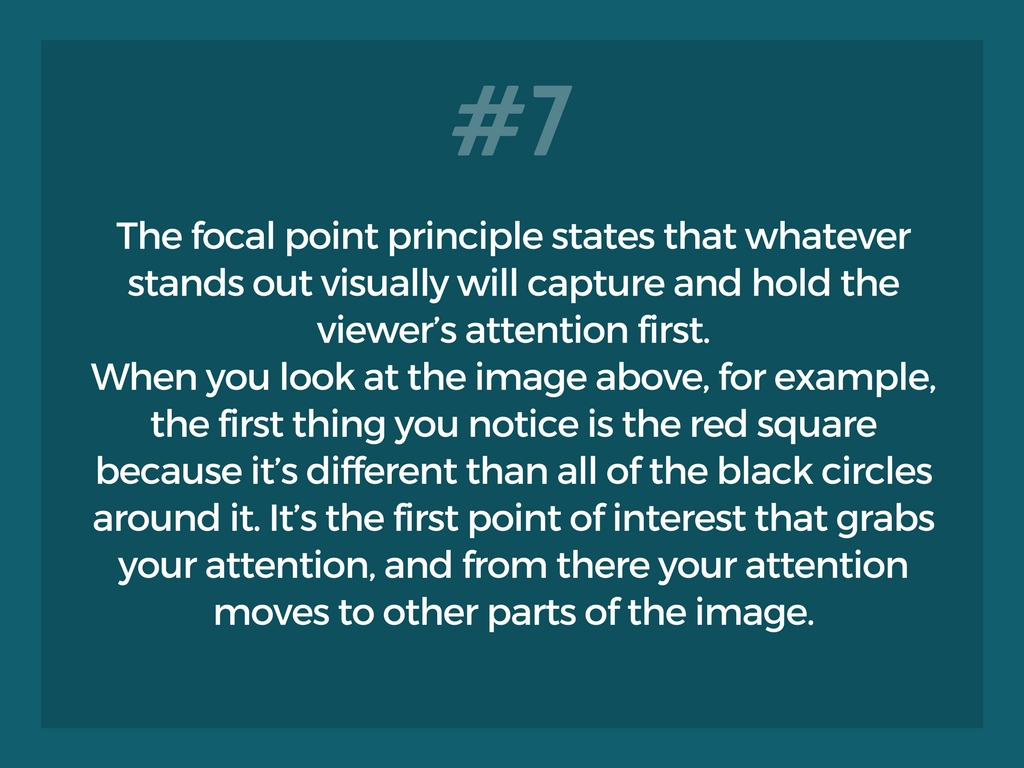 #7
The focal point principle states that whatever
stands out visually will capture and hold the
viewer’s attention first.
When you look at the image above, for example,
the first thing you notice is the red square
because it’s different than all of the black circles
around it. It’s the first point of interest that grabs
your attention, and from there your attention
moves to other parts of the image.